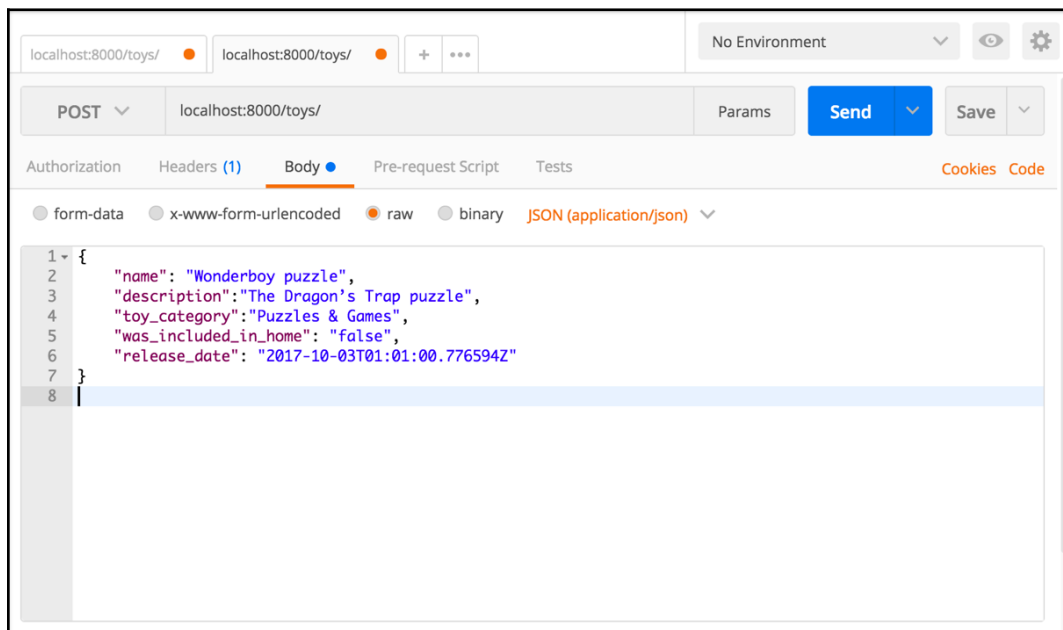 No Environment
localhost:8000/toys/ localhost:8000/toys/ + •••
POST localhost:8000/toys/ Params Send Save
Authorization Headers (1) Body Pre-request Script Tests Cookies Code
form-data x-www-form-urlencoded raw binary JSON (application/json)
1 {
2 "name": "Wonderboy puzzle",
3 "description":"The Dragon’s Trap puzzle",
4 "toy_category":"Puzzles & Games",
5 "was_included_in_home": "false",
6 "release_date": "2017-10-03T01:01:00.776594Z"
7 }
8